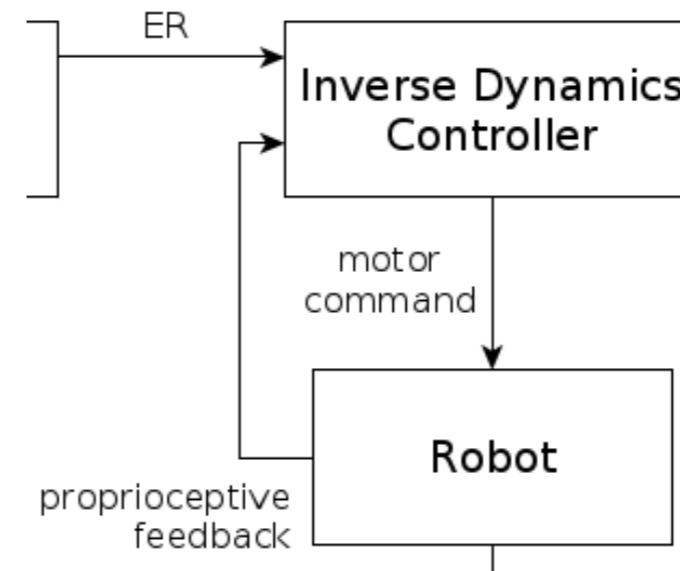 ER
Inverse Dynamics
Controller
motor
command
Robot
proprioceptive
feedback